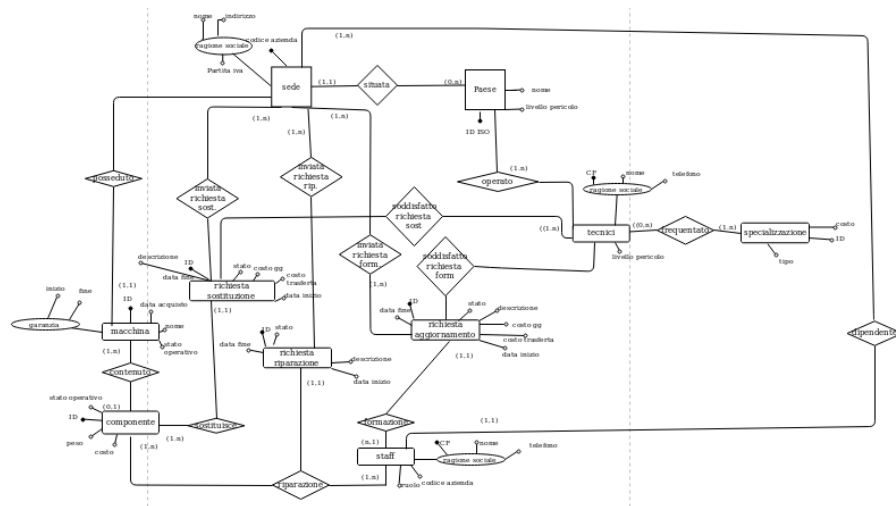 nome
indirizzo
ragione sociale
Partita iva
codice azienda
(1,n)
sede
(1,1)
situata
(0,n)
Paese
nome
livello pericolo
ID ISO
(1,n)
(1,n)
(1,n)
posseduto
inviata
richiesta
sost.
inviata
richiesta
rip.
operato
(1,n)
CF
nome
telefono
ragione sociale
soddisfatto
richiesta
sost
((1,n)
tecnici
((0,n)
frequentato
(1,n)
specializzazione
costo
ID
tipo
livello pericolo
inviata
richiesta
form.
(1,n)
soddisfatto
richiesta
form
descrizione
ID
data fine
stato
costo gg
costo
trasferta
richiesta
sostituzione
data inizio
(1,1)
(1,1)
inizio
fine
garanzia
ID
data acquisto
macchina
nome
stato
operativo
(1,n)
ID
data fine
stato
descrizione
richiesta
aggiornamento
costo gg
costo trasferta
data inizio
(1,1)
dipendente
ID
stato
data fine
richiesta
riparazione
descrizione
data inizio
(1,1)
contenuto
stato operativo
(0,1)
ID
componente
peso
costo
(1,n)
(1,n)
sostituisce
formazione
(1,1)
(n,1)
staff
CF
nome
telefono
ragione sociale
(1,n)
ruolo
codice azienda
riparazione